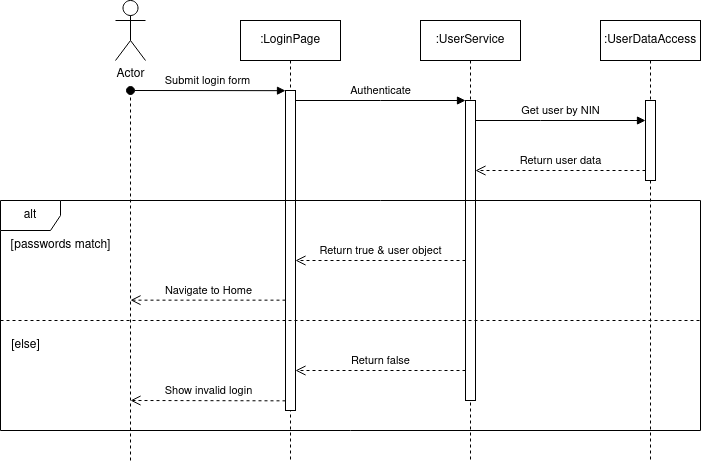 :LoginPage
:UserService
:UserDataAccess
Actor
Submit login form
Authenticate
Get user by NIN
Return user data
alt
[passwords match]
Return true & user object
Navigate to Home
[else]
Return false
Show invalid login